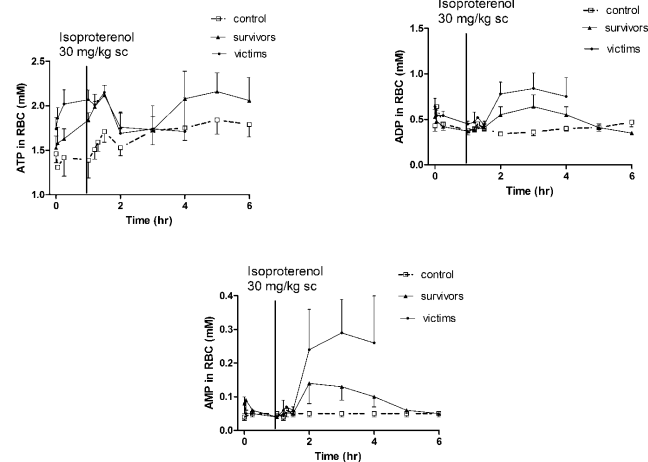 Isoproterenol
30 mg/kg sc
control
survivors
victims
ATP in RBC (mM)
2.5
2.0
1.5
1.0
0 2 4 6
Time (hr)
Isoproterenol
30 mg/kg sc
control
survivors
victims
ADP in RBC (mM)
1.5
1.0
0.5
0.0
0 2 4 6
Time (hr)
Isoproterenol
30 mg/kg sc
control
survivors
victims
AMP in RBC (mM)
0.4
0.3
0.2
0.1
0.0
0 2 4 6
Time (hr)